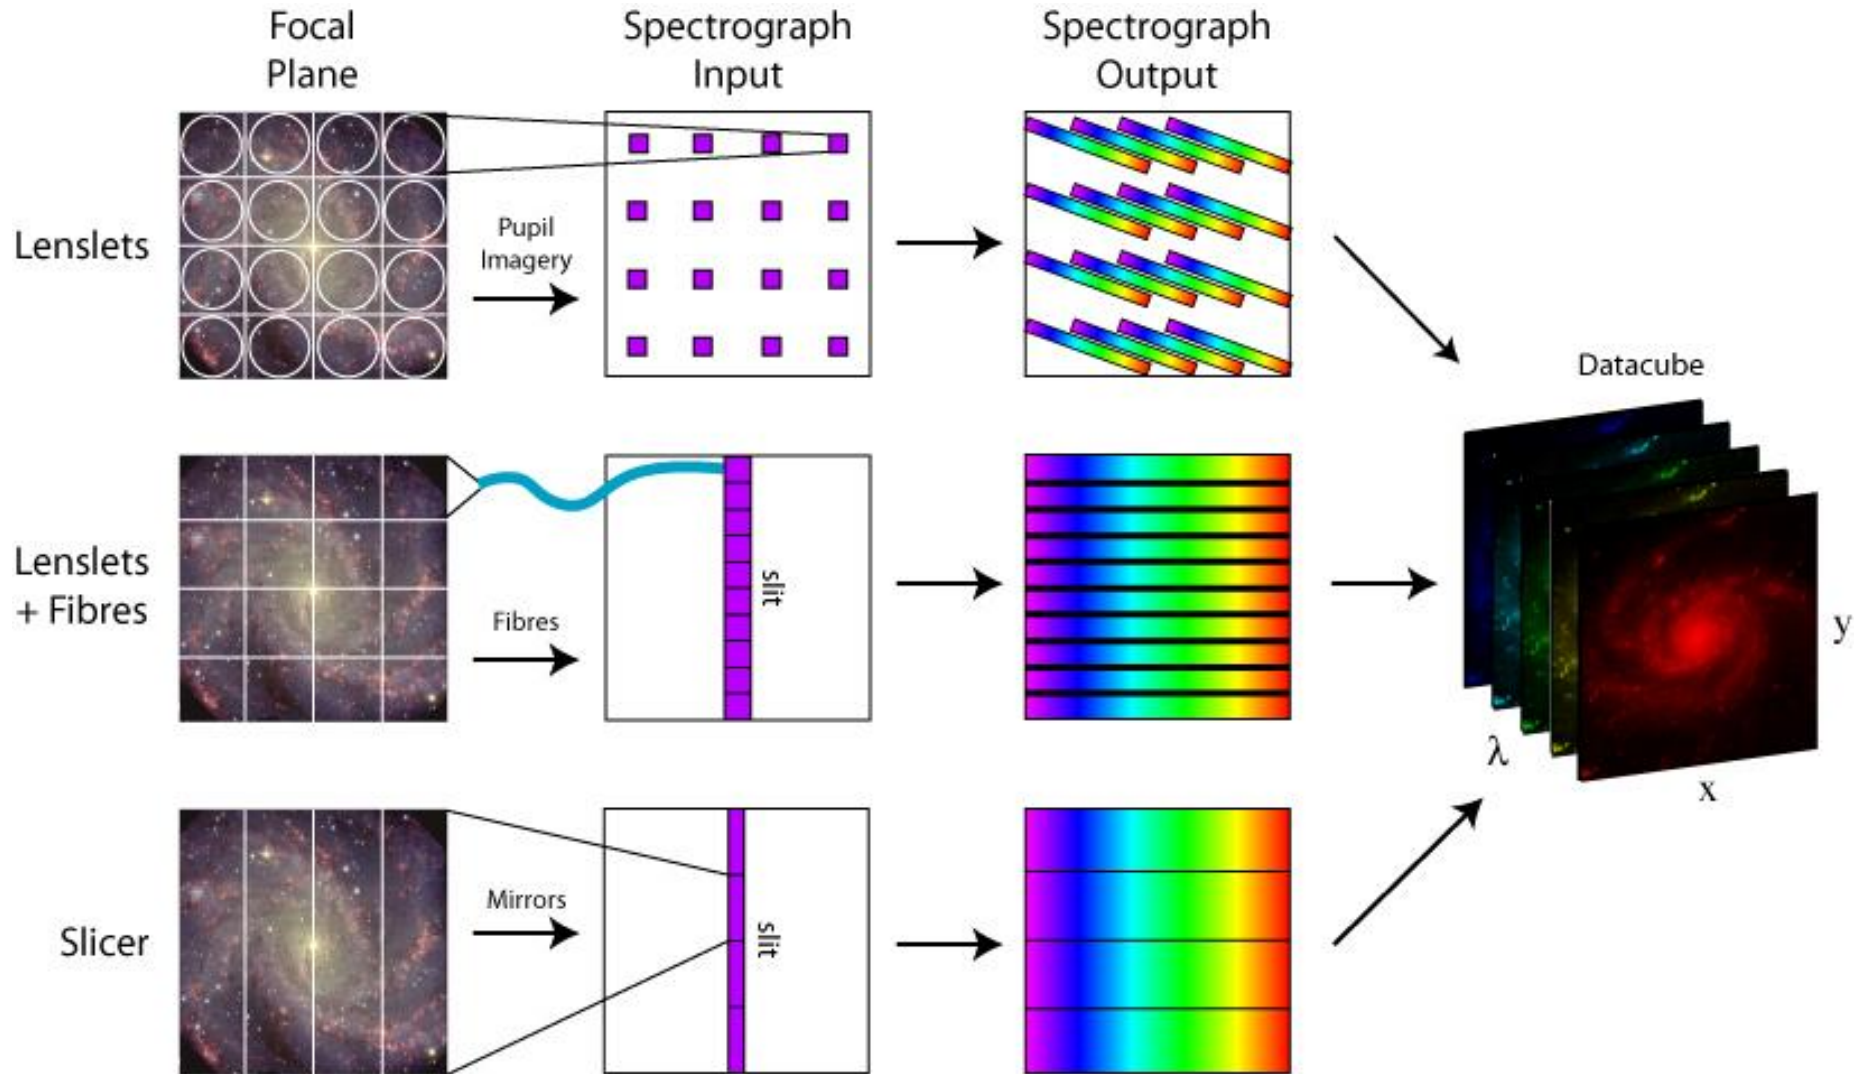 Focal
Plane
Spectrograph
Input
Spectrograph
Output
Lenslets
Pupil
Imagery
Datacube
Lenslets
+ Fibres
Fibres
slit
y
λ
x
Slicer
Mirrors
slit